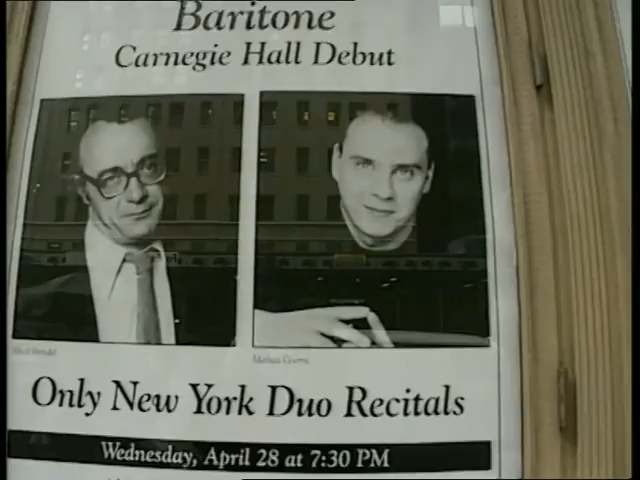 Baritone
Carnegie Hall Debut
Only New York Duo Recitals
Wednesday, April 28 at 7:30 PM